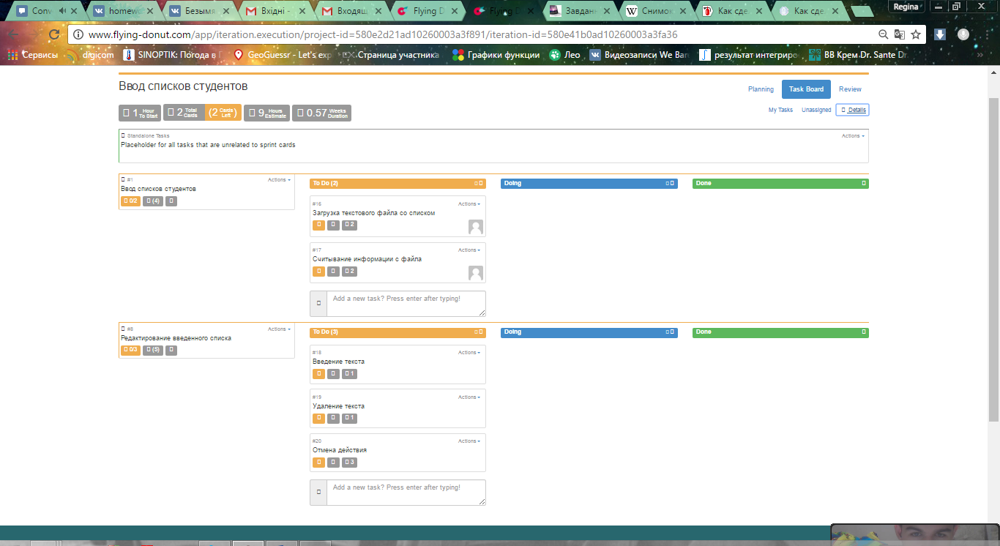 Conv
homewo
Безымя
Вхідні -
Входящ
Flying D
Flying D
Завданн
Снимок
Как сде
Как сде
Regina
www.flying-donut.com/app/iteration.execution/project-id=580e2d21ad10260003a3f891/iteration-id=580e41b0ad10260003a3fa36
Сервисы
digicom
SINOPTIK: Погода в Г
GeoGuessr - Let's exp
Страница участника
Графики функции
Лео
Видеозаписи We Bar
результат интегриро
BB Крем Dr. Sante Dr
Ввод списков студентов
Planning Task Board Review
1 Hour To Start
2 Total Cards
(2 Cards Left )
9 Hours Estimate
0.57 Weeks Duration
My Tasks Unassigned Details
Standalone Tasks Actions
Placeholder for all tasks that are unrelated to sprint cards
#1 Actions
Ввод списков студентов
0/2 (4)
To Do (2) Doing Done
#16 Actions
Загрузка текстового файла со списком
2
#17 Actions
Считывание информации с файла
2
Add a new task? Press enter after typing!
#8 Actions
Редактирование введенного списка
0/3 (5)
To Do (3) Doing Done
#18 Actions
Введение текста
1
#19 Actions
Удаление текста
1
#20 Actions
Отмена действия
3
Add a new task? Press enter after typing!